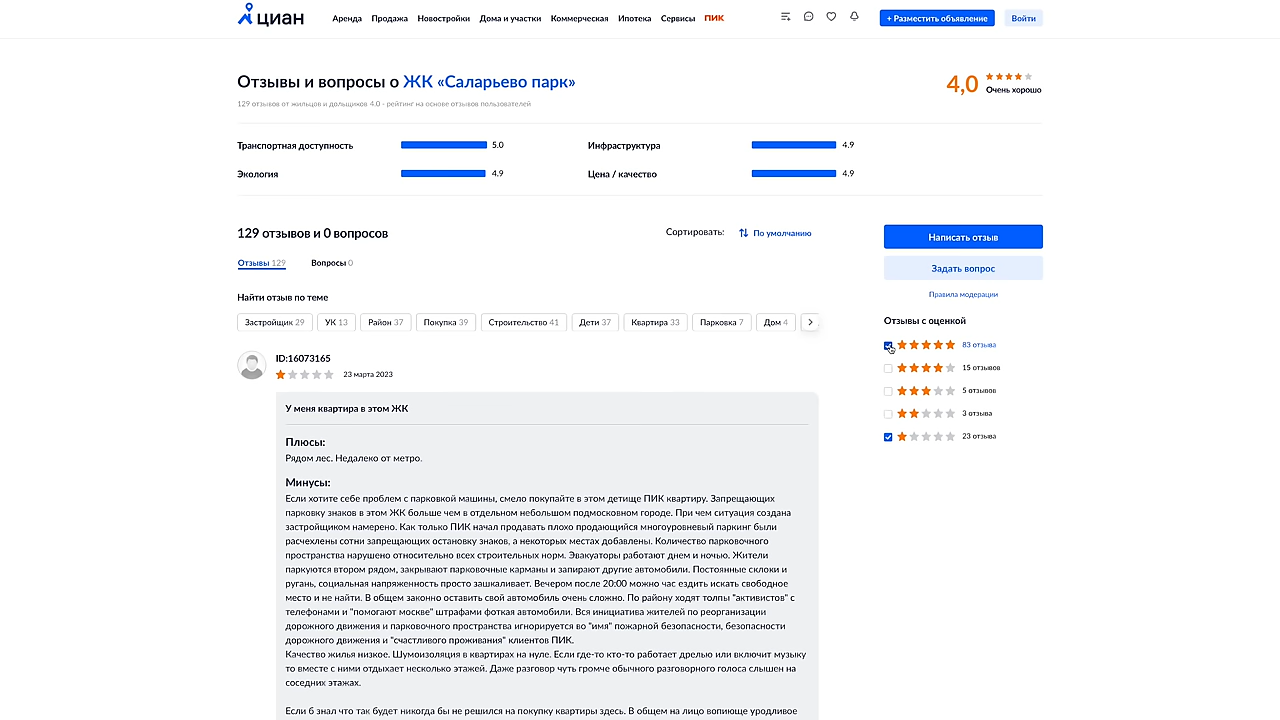 циан
Аренда Продажа Новостройки Дома и участки Коммерческая Ипотека Сервисы ПИК
+ Разместить объявление
Войти
Отзывы и вопросы о ЖК «Саларьево парк»
129 отзывов от жильцов и дольщиков 4.0 - рейтинг на основе отзывов пользователей
4,0
Очень хорошо
Транспортная доступность 5.0
Инфраструктура 4.9
Экология 4.9
Цена / качество 4.9
129 отзывов и 0 вопросов
Сортировать: По умолчанию
Отзывы 129
Вопросы 0
Найти отзыв по теме
Застройщик 29 УК 13 Район 37 Покупка 39 Строительство 41 Дети 37 Квартира 33 Парковка 7 Дом 4
ID:16073165
23 марта 2023
У меня квартира в этом ЖК
Плюсы:
Рядом лес. Недалеко от метро.
Минусы:
Если хотите себе проблем с парковкой машины, смело покупайте в этом детище ПИК квартиру. Запрещающих
парковку знаков в этом ЖК больше чем в отдельном небольшом подмосковном городе. При чем ситуация создана
застройщиком намерено. Как только ПИК начал продавать плохо продающийся многоуровневый паркинг были
расчехлены сотни запрещающих остановку знаков, а некоторых местах добавлены. Количество парковочного
пространства нарушено относительно всех строительных норм. Эвакуаторы работают днем и ночью. Жители
паркуются втором рядом, закрывают парковочные карманы и запирают другие автомобили. Постоянные склоки и
ругань, социальная напряженность просто зашкаливает. Вечером после 20:00 можно час ездить искать свободное
место и не найти. В общем законно оставить свой автомобиль очень сложно. По району ходят толпы "активистов" с
телефонами и "помогают москве" штрафами фоткая автомобили. Вся инициатива жителей по реорганизации
дорожного движения и парковочного пространства игнорируется во "имя" пожарной безопасности, безопасности
дорожного движения и "счастливого проживания" клиентов ПИК.
Качество жилья низкое. Шумоизоляция в квартирах на нуле. Если где-то кто-то работает дрелью или включит музыку
то вместе с ними отдыхает несколько этажей. Даже разговор чуть громче обычного разговорного голоса слышен на
соседних этажах.
Если б знал что так будет никогда бы не решился на покупку квартиры здесь. В общем на лицо вопиюще уродливое
Написать отзыв
Задать вопрос
Правила модерации
Отзывы с оценкой
83 отзыва
15 отзывов
5 отзывов
3 отзыва
23 отзыва